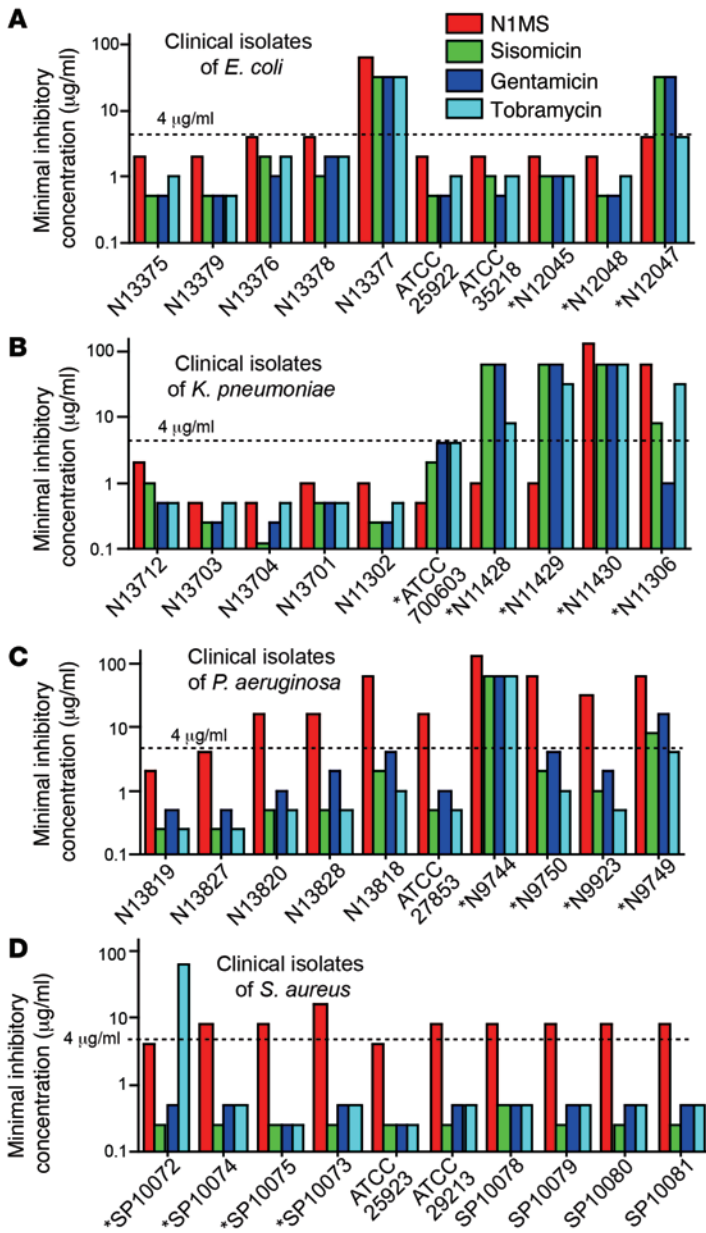 A
Clinical isolates
of E. coli
N1MS
Sisomicin
Gentamicin
Tobramycin
Minimal inhibitory
concentration (μg/ml)
100
10
1
0.1
4 μg/ml
N13375
N13379
N13376
N13378
N13377
ATCC
25922
ATCC
35218
*N12045
*N12048
*N12047
B
Clinical isolates
of K. pneumoniae
Minimal inhibitory
concentration (μg/ml)
100
10
1
0.1
4 μg/ml
N13712
N13703
N13704
N13701
N11302
*ATCC
700603
*N11428
*N11429
*N11430
*N11306
C
Clinical isolates
of P. aeruginosa
Minimal inhibitory
concentration (μg/ml)
100
10
1
0.1
4 μg/ml
N13819
N13827
N13820
N13828
N13818
ATCC
27853
*N9744
*N9750
*N9923
*N9749
D
Clinical isolates
of S. aureus
Minimal inhibitory
concentration (μg/ml)
100
10
1
0.1
4 μg/ml
*SP10072
*SP10074
*SP10075
*SP10073
ATCC
25923
ATCC
29213
SP10078
SP10079
SP10080
SP10081